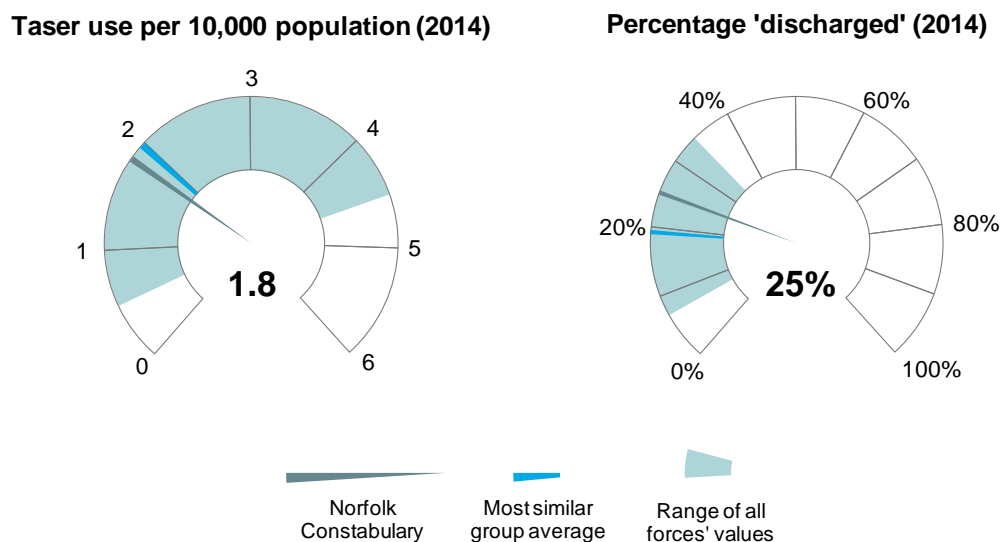 Taser use per 10,000 population (2014)
Percentage 'discharged' (2014)
3
2
4
1
5
1.8
0
6
40%
60%
20%
80%
25%
0%
100%
Norfolk
Constabulary
Most similar
group average
Range of all
forces' values